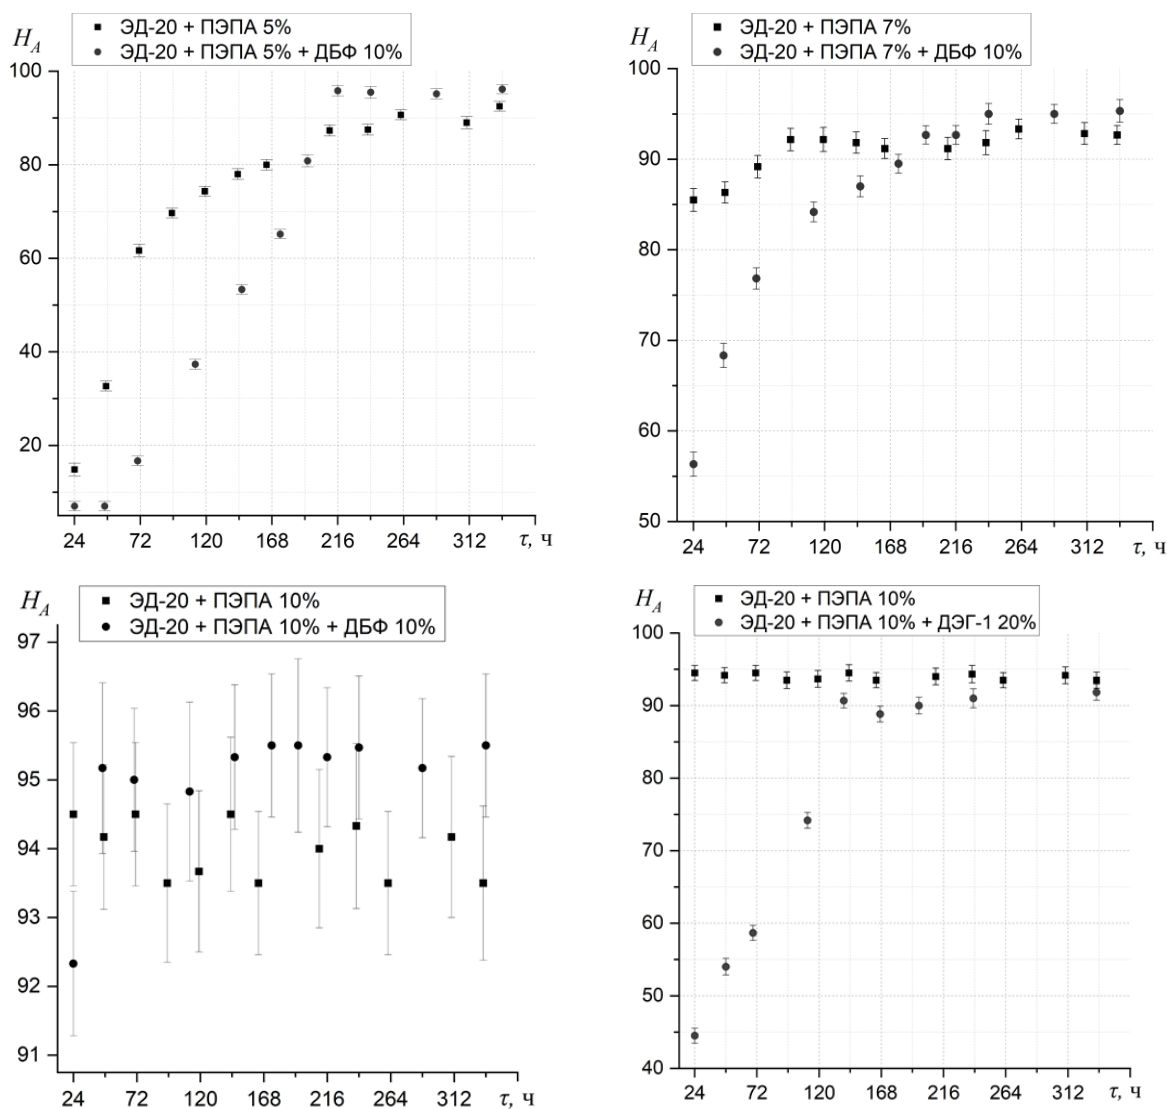 ЭД-20 + ПЭПА 5%
ЭД-20 + ПЭПА 5% + ДБФ 10%
H_A
100
80
60
40
20
24 72 120 168 216 264 312 τ, ч
ЭД-20 + ПЭПА 7%
ЭД-20 + ПЭПА 7% + ДБФ 10%
H_A
100
90
80
70
60
50
24 72 120 168 216 264 312 τ, ч
ЭД-20 + ПЭПА 10%
ЭД-20 + ПЭПА 10% + ДБФ 10%
H_A
97
96
95
94
93
92
91
24 72 120 168 216 264 312 τ, ч
ЭД-20 + ПЭПА 10%
ЭД-20 + ПЭПА 10% + ДЭГ-1 20%
H_A
100
90
80
70
60
50
40
24 72 120 168 216 264 312 τ, ч